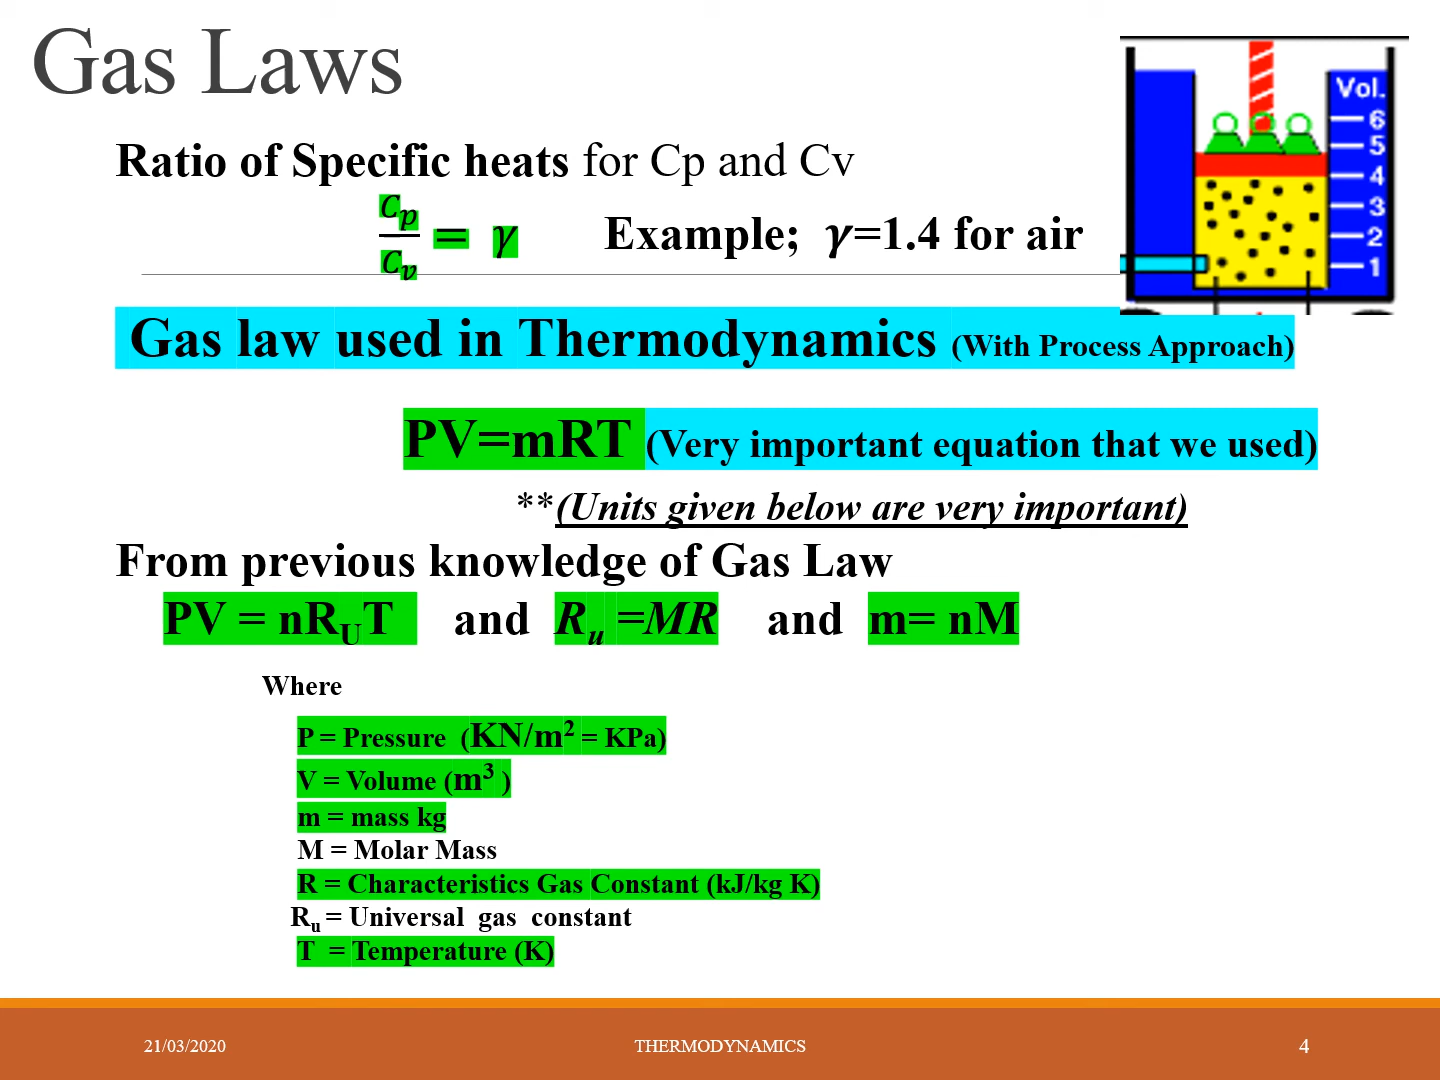 Gas Laws
Ratio of Specific heats for Cp and Cv
Cp
Cv
= γ
Example; γ=1.4 for air
Vol.
6
5
4
3
2
1
Gas law used in Thermodynamics (With Process Approach)
PV=mRT (Very important equation that we used)
**(Units given below are very important)
From previous knowledge of Gas Law
PV = nRUT and Ru =MR and m= nM
Where
P = Pressure (KN/m² = KPa)
V = Volume (m³ )
m = mass kg
M = Molar Mass
R = Characteristics Gas Constant (kJ/kg K)
Ru = Universal gas constant
T = Temperature (K)
21/03/2020
THERMODYNAMICS
4